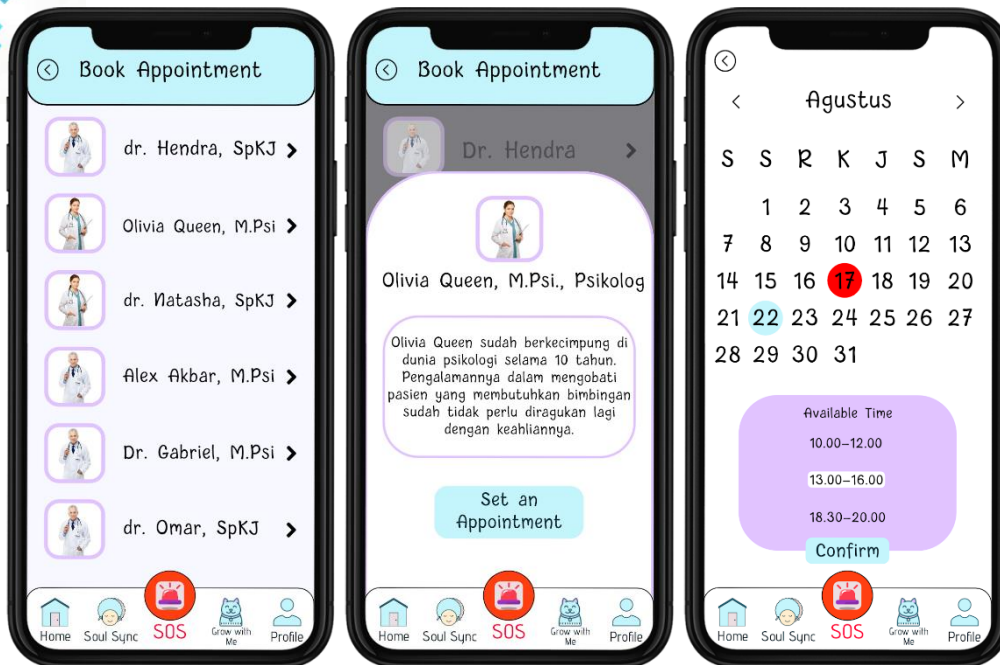 Book Appointment
dr. Hendra, SpKJ
Olivia Queen, M.Psi
dr. Natasha, SpKJ
Alex Akbar, M.Psi
Dr. Gabriel, M.Psi
dr. Omar, SpKJ
Home Soul Sync SOS Grow with Me Profile
Book Appointment
Dr. Hendra
Olivia Queen, M.Psi., Psikolog
Olivia Queen sudah berkecimpung di
dunia psikologi selama 10 tahun.
Pengalamannya dalam mengobati
pasien yang membutuhkan bimbingan
sudah tidak perlu diragukan lagi
dengan keahliannya.
Set an
Appointment
Home Soul Sync SOS Grow with Me Profile
Agustus
S S R K J S M
1 2 3 4 5 6
7 8 9 10 11 12 13
14 15 16 17 18 19 20
21 22 23 24 25 26 27
28 29 30 31
Available Time
10.00–12.00
13.00–16.00
18.30–20.00
Confirm
Home Soul Sync SOS Grow with Me Profile